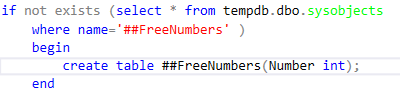 if not exists (select * from tempdb.dbo.sysobjects
where name='##FreeNumbers' )
begin
create table ##FreeNumbers(Number int);
end